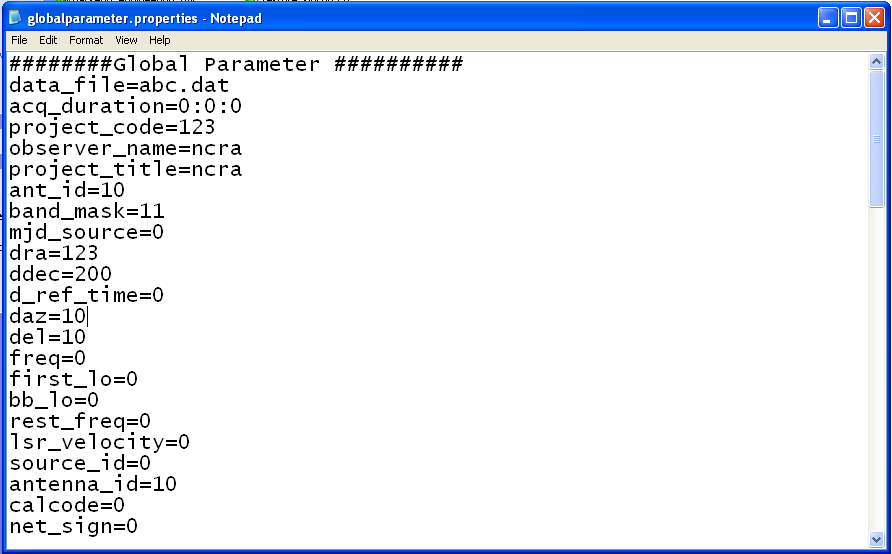 globalparameter.properties - Notepad
File Edit Format View Help
########Global Parameter ##########
data_file=abc.dat
acq_duration=0:0:0
project_code=123
observer_name=ncra
project_title=ncra
ant_id=10
band_mask=11
mjd_source=0
dra=123
ddec=200
d_ref_time=0
daz=10
del=10
freq=0
first_lo=0
bb_lo=0
rest_freq=0
lsr_velocity=0
source_id=0
antenna_id=10
calcode=0
net_sign=0